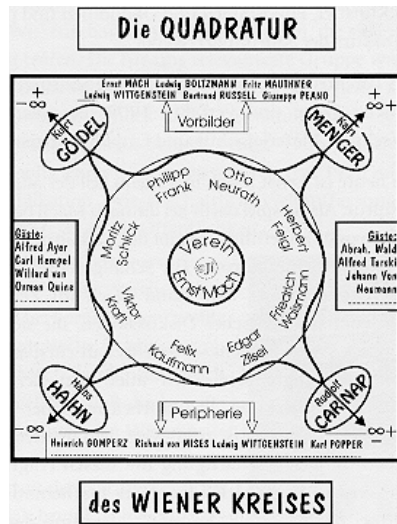 Die QUADRATUR
Ernst MACH Ludwig BOLTZMANN Fritz MAUTHNER
Ludwig WITTGENSTEIN Bertrand RUSSELL Giuseppe PEANO
+
-∞
+
+∞
Vorbilder
Kurt
GÖDEL
Karl
MENGER
Philipp
Frank
Otto
Neurath
Moritz
Schlick
Herbert
Feigl
Verein
Ernst Mach
Gäste:
Alfred Ayer
Carl Hempel
Willard van
Orman Quine
Gäste:
Abrah. Wald
Alfred Tarski
Johann Von
Neumann
Viktor
Kraft
Friedrich
Waismann
Felix
Kaufmann
Edgar
Zilsel
Hans
HAHN
Rudolf
CARNAP
-∞
-
+∞
-
Peripherie
Heinrich GOMPERZ Richard von MISES Ludwig WITTGENSTEIN Karl POPPER
des WIENER KREISES